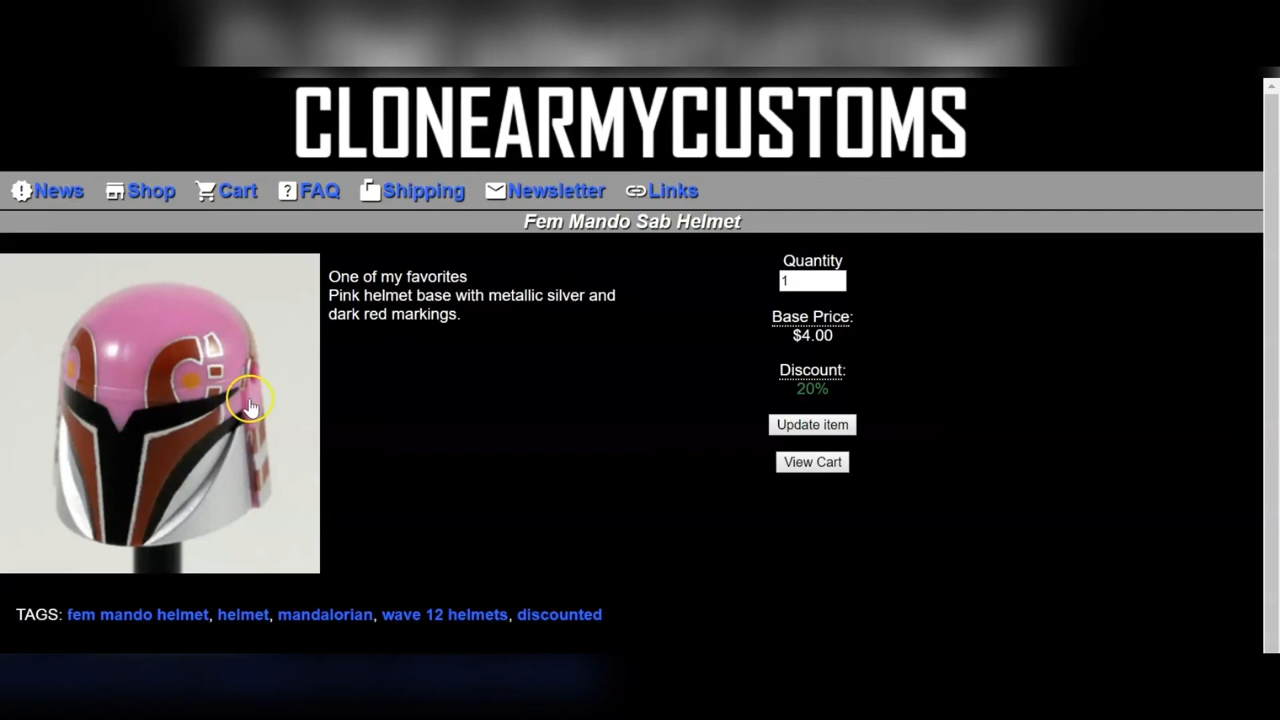 CLONEARMYCUSTOMS
News Shop Cart FAQ Shipping Newsletter Links
Fem Mando Sab Helmet
One of my favorites
Pink helmet base with metallic silver and
dark red markings.
Quantity
1
Base Price:
$4.00
Discount:
20%
Update item
View Cart
TAGS: fem mando helmet, helmet, mandalorian, wave 12 helmets, discounted